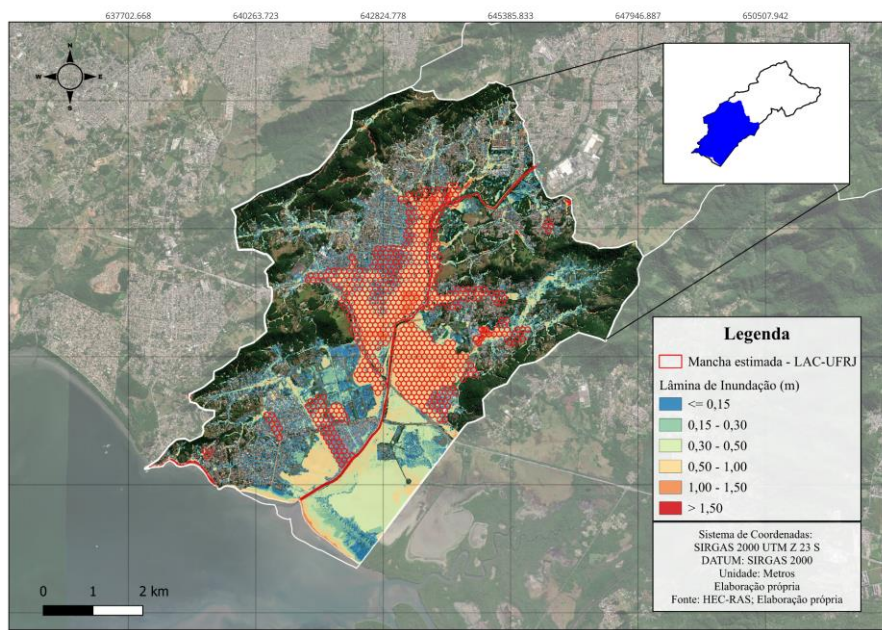 637702.668 640263.723 642824.778 645385.833 647946.887 650507.942
N
W E
S
Legenda
Mancha estimada - LAC-UFRJ
Lâmina de Inundação (m)
<= 0,15
0,15 - 0,30
0,30 - 0,50
0,50 - 1,00
1,00 - 1,50
> 1,50
Sistema de Coordenadas:
SIRGAS 2000 UTM Z 23 S
DATUM: SIRGAS 2000
Unidade: Metros
Elaboração própria
Fonte: HEC-RAS; Elaboração própria
0 1 2 km